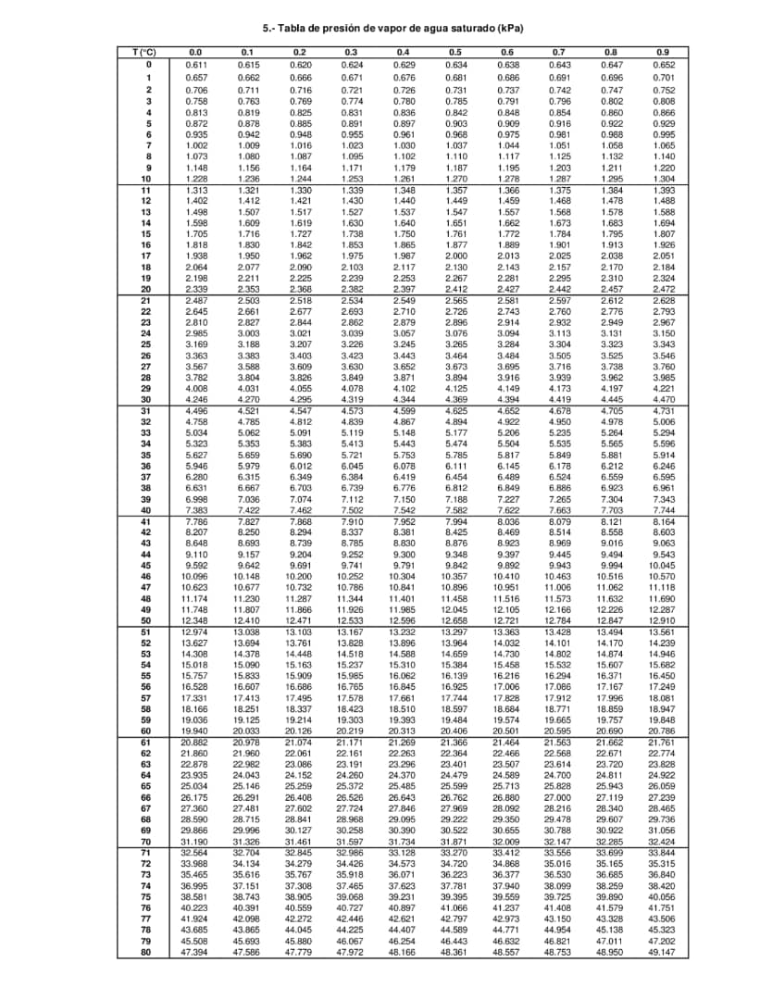 5.- Tabla de presión de vapor de agua saturado (kPa)
T (°C) 0.0 0.1 0.2 0.3 0.4 0.5 0.6 0.7 0.8 0.9
0 0.611 0.615 0.620 0.624 0.629 0.634 0.638 0.643 0.647 0.652
1 0.657 0.662 0.666 0.671 0.676 0.681 0.686 0.691 0.696 0.701
2 0.706 0.711 0.716 0.721 0.726 0.731 0.737 0.742 0.747 0.752
3 0.758 0.763 0.769 0.774 0.780 0.785 0.791 0.796 0.802 0.808
4 0.813 0.819 0.825 0.831 0.836 0.842 0.848 0.854 0.860 0.866
5 0.872 0.878 0.885 0.891 0.897 0.903 0.909 0.916 0.922 0.929
6 0.935 0.942 0.948 0.955 0.961 0.968 0.975 0.981 0.988 0.995
7 1.002 1.009 1.016 1.023 1.030 1.037 1.044 1.051 1.058 1.065
8 1.073 1.080 1.087 1.095 1.102 1.110 1.117 1.125 1.132 1.140
9 1.148 1.156 1.164 1.171 1.179 1.187 1.195 1.203 1.211 1.220
10 1.228 1.236 1.244 1.253 1.261 1.270 1.278 1.287 1.295 1.304
11 1.313 1.321 1.330 1.339 1.348 1.357 1.366 1.375 1.384 1.393
12 1.402 1.412 1.421 1.430 1.440 1.449 1.459 1.468 1.478 1.488
13 1.498 1.507 1.517 1.527 1.537 1.547 1.557 1.568 1.578 1.588
14 1.598 1.609 1.619 1.630 1.640 1.651 1.662 1.673 1.683 1.694
15 1.705 1.716 1.727 1.738 1.750 1.761 1.772 1.784 1.795 1.807
16 1.818 1.830 1.842 1.853 1.865 1.877 1.889 1.901 1.913 1.926
17 1.938 1.950 1.962 1.975 1.987 2.000 2.013 2.025 2.038 2.051
18 2.064 2.077 2.090 2.103 2.117 2.130 2.143 2.157 2.170 2.184
19 2.198 2.211 2.225 2.239 2.253 2.267 2.281 2.295 2.310 2.324
20 2.339 2.353 2.368 2.382 2.397 2.412 2.427 2.442 2.457 2.472
21 2.487 2.503 2.518 2.534 2.549 2.565 2.581 2.597 2.612 2.628
22 2.645 2.661 2.677 2.693 2.710 2.726 2.743 2.760 2.776 2.793
23 2.810 2.827 2.844 2.862 2.879 2.896 2.914 2.932 2.949 2.967
24 2.985 3.003 3.021 3.039 3.057 3.076 3.094 3.113 3.131 3.150
25 3.169 3.188 3.207 3.226 3.245 3.265 3.284 3.304 3.323 3.343
26 3.363 3.383 3.403 3.423 3.443 3.464 3.484 3.505 3.525 3.546
27 3.567 3.588 3.609 3.630 3.652 3.673 3.695 3.716 3.738 3.760
28 3.782 3.804 3.826 3.849 3.871 3.894 3.916 3.939 3.962 3.985
29 4.008 4.031 4.055 4.078 4.102 4.125 4.149 4.173 4.197 4.221
30 4.246 4.270 4.295 4.319 4.344 4.369 4.394 4.419 4.445 4.470
31 4.496 4.521 4.547 4.573 4.599 4.625 4.652 4.678 4.705 4.731
32 4.758 4.785 4.812 4.839 4.867 4.894 4.922 4.950 4.978 5.006
33 5.034 5.062 5.091 5.119 5.148 5.177 5.206 5.235 5.264 5.294
34 5.323 5.353 5.383 5.413 5.443 5.474 5.504 5.535 5.565 5.596
35 5.627 5.659 5.690 5.721 5.753 5.785 5.817 5.849 5.881 5.914
36 5.946 5.979 6.012 6.045 6.078 6.111 6.145 6.178 6.212 6.246
37 6.280 6.315 6.349 6.384 6.419 6.454 6.489 6.524 6.559 6.595
38 6.631 6.667 6.703 6.739 6.776 6.812 6.849 6.886 6.923 6.961
39 6.998 7.036 7.074 7.112 7.150 7.188 7.227 7.265 7.304 7.343
40 7.383 7.422 7.462 7.502 7.542 7.582 7.622 7.663 7.703 7.744
41 7.786 7.827 7.868 7.910 7.952 7.994 8.036 8.079 8.121 8.164
42 8.207 8.250 8.294 8.337 8.381 8.425 8.469 8.514 8.558 8.603
43 8.648 8.693 8.739 8.785 8.830 8.876 8.923 8.969 9.016 9.063
44 9.110 9.157 9.204 9.252 9.300 9.348 9.397 9.445 9.494 9.543
45 9.592 9.642 9.691 9.741 9.791 9.842 9.892 9.943 9.994 10.045
46 10.096 10.148 10.200 10.252 10.304 10.357 10.410 10.463 10.516 10.570
47 10.623 10.677 10.732 10.786 10.841 10.896 10.951 11.006 11.062 11.118
48 11.174 11.230 11.287 11.344 11.401 11.458 11.516 11.573 11.632 11.690
49 11.748 11.807 11.866 11.926 11.985 12.045 12.105 12.166 12.226 12.287
50 12.348 12.410 12.471 12.533 12.596 12.658 12.721 12.784 12.847 12.910
51 12.974 13.038 13.103 13.167 13.232 13.297 13.363 13.428 13.494 13.561
52 13.627 13.694 13.761 13.828 13.896 13.964 14.032 14.101 14.170 14.239
53 14.308 14.378 14.448 14.518 14.588 14.659 14.730 14.802 14.874 14.946
54 15.018 15.090 15.163 15.237 15.310 15.384 15.458 15.532 15.607 15.682
55 15.757 15.833 15.909 15.985 16.062 16.139 16.216 16.294 16.371 16.450
56 16.528 16.607 16.686 16.765 16.845 16.925 17.006 17.086 17.167 17.249
57 17.331 17.413 17.495 17.578 17.661 17.744 17.828 17.912 17.996 18.081
58 18.166 18.251 18.337 18.423 18.510 18.597 18.684 18.771 18.859 18.947
59 19.036 19.125 19.214 19.303 19.393 19.484 19.574 19.665 19.757 19.848
60 19.940 20.033 20.126 20.219 20.313 20.406 20.501 20.595 20.690 20.786
61 20.882 20.978 21.074 21.171 21.269 21.366 21.464 21.563 21.662 21.761
62 21.860 21.960 22.061 22.161 22.263 22.364 22.466 22.568 22.671 22.774
63 22.878 22.982 23.086 23.191 23.296 23.401 23.507 23.614 23.720 23.828
64 23.935 24.043 24.152 24.260 24.370 24.479 24.589 24.700 24.811 24.922
65 25.034 25.146 25.259 25.372 25.485 25.599 25.713 25.828 25.943 26.059
66 26.175 26.291 26.408 26.526 26.643 26.762 26.880 27.000 27.119 27.239
67 27.360 27.481 27.602 27.724 27.846 27.969 28.092 28.216 28.340 28.465
68 28.590 28.715 28.841 28.968 29.095 29.222 29.350 29.478 29.607 29.736
69 29.866 29.996 30.127 30.258 30.390 30.522 30.655 30.788 30.922 31.056
70 31.190 31.326 31.461 31.597 31.734 31.871 32.009 32.147 32.285 32.424
71 32.564 32.704 32.845 32.986 33.128 33.270 33.412 33.556 33.699 33.844
72 33.988 34.134 34.279 34.426 34.573 34.720 34.868 35.016 35.165 35.315
73 35.465 35.616 35.767 35.918 36.071 36.223 36.377 36.530 36.685 36.840
74 36.995 37.151 37.308 37.465 37.623 37.781 37.940 38.099 38.259 38.420
75 38.581 38.743 38.905 39.068 39.231 39.395 39.559 39.725 39.890 40.056
76 40.223 40.391 40.559 40.727 40.897 41.066 41.237 41.408 41.579 41.751
77 41.924 42.098 42.272 42.446 42.621 42.797 42.973 43.150 43.328 43.506
78 43.685 43.865 44.045 44.225 44.407 44.589 44.771 44.954 45.138 45.323
79 45.508 45.693 45.880 46.067 46.254 46.443 46.632 46.821 47.011 47.202
80 47.394 47.586 47.779 47.972 48.166 48.361 48.557 48.753 48.950 49.147